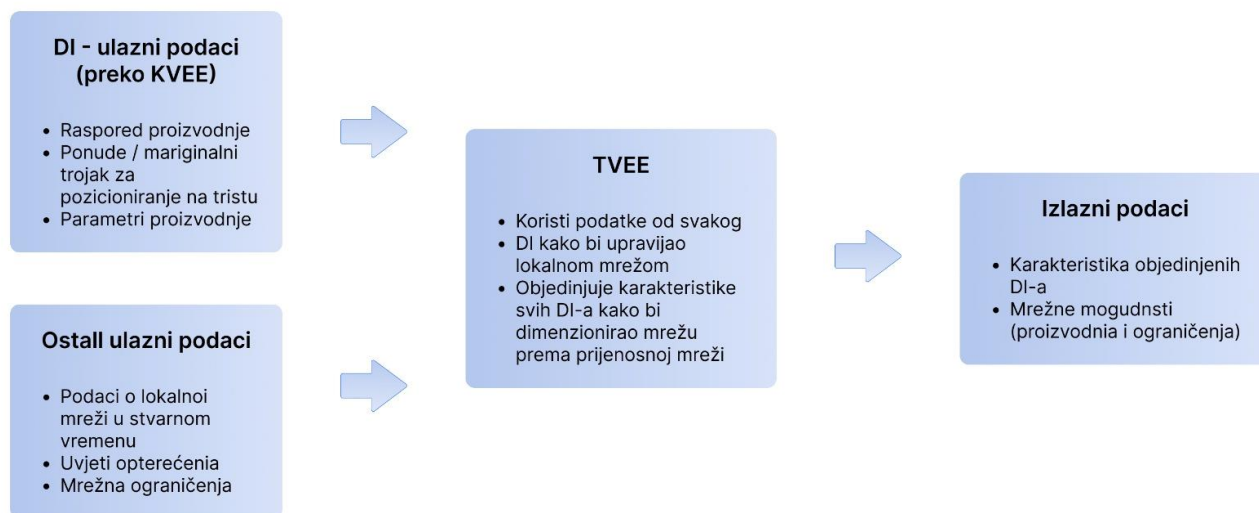 DI - ulazni podaci
(preko KVEE)
• Raspored proizvodnje
• Ponude / mariginalni
trojak za
pozicioniranje na tristu
• Parametri proizvodnje
Ostall ulazni podaci
• Podaci o lokalnoi
mreži u stvarnom
vremenu
• Uvjeti opterećenia
• Mrežna ograničenja
TVEE
• Koristi podatke od svakog
• DI kako bi upravijao
lokalnom mrežom
• Objedinjuje karakteristike
svih DI-a kako bi
dimenzionirao mrežu
prema prijenosnoj mreži
Izlazni podaci
• Karakteristika objedinjenih
DI-a
• Mrežne mogudnsti
(proizvodnia i ograničenja)